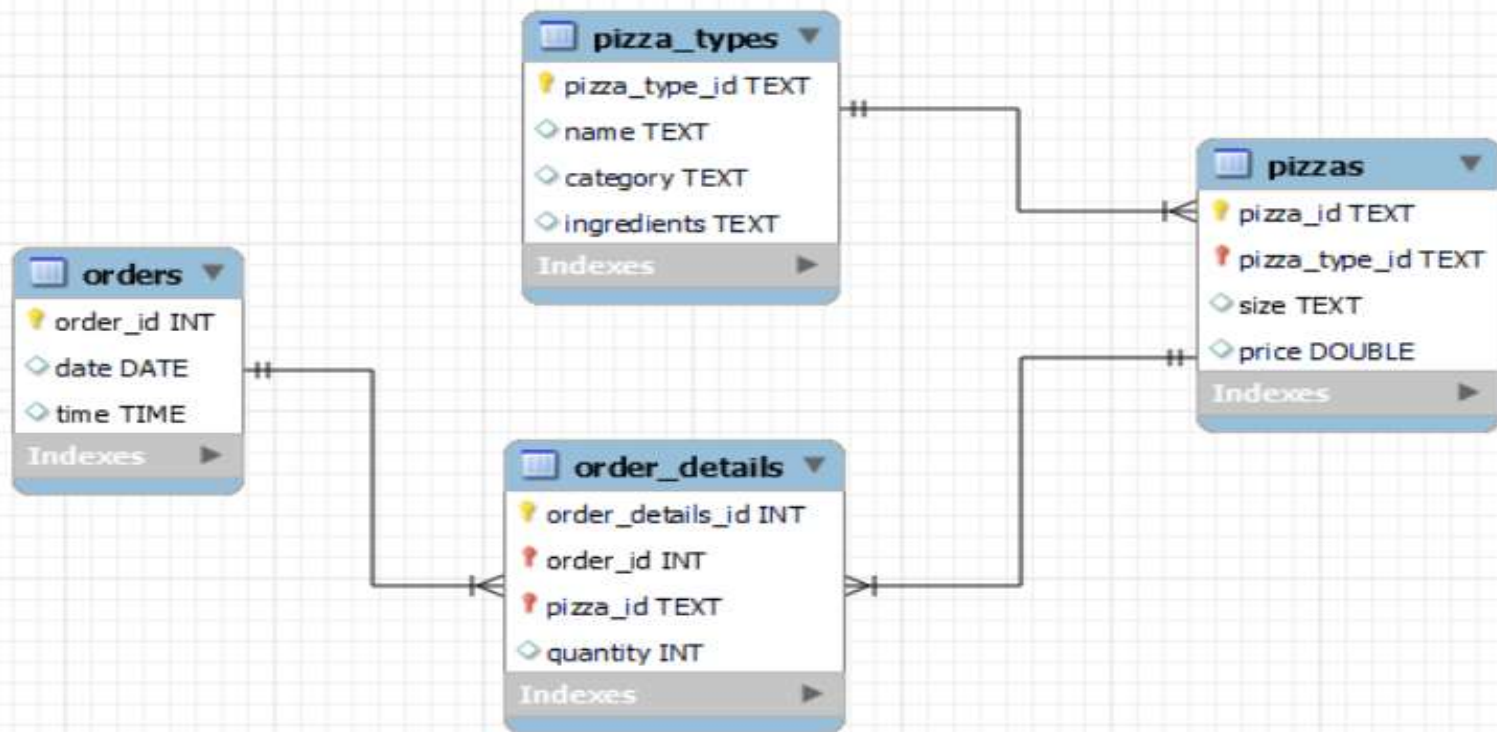 pizza_types
pizza_type_id TEXT
name TEXT
category TEXT
ingredients TEXT
Indexes
pizzas
pizza_id TEXT
pizza_type_id TEXT
size TEXT
price DOUBLE
Indexes
orders
order_id INT
date DATE
time TIME
Indexes
order_details
order_details_id INT
order_id INT
pizza_id TEXT
quantity INT
Indexes